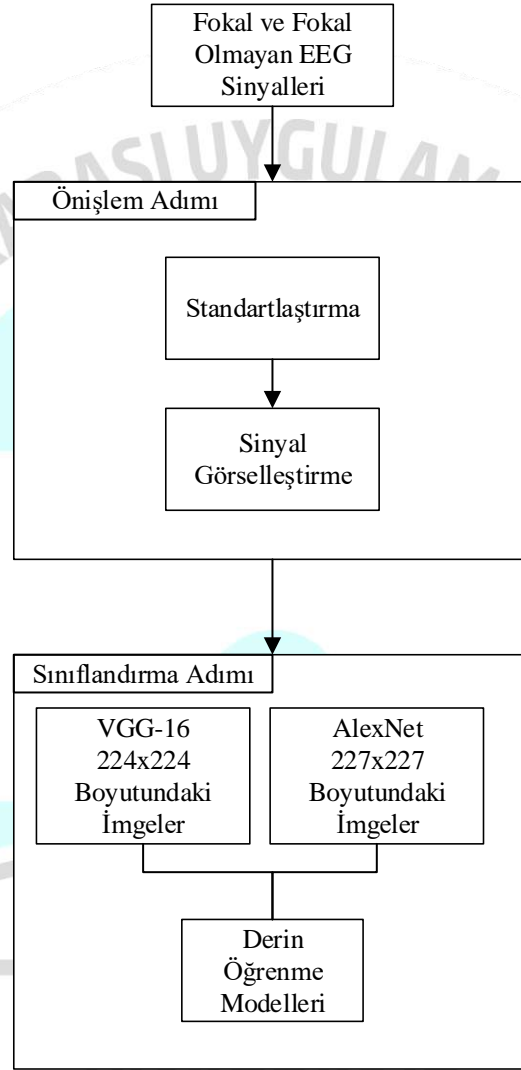 Fokal ve Fokal
Olmayan EEG
Sinyalleri
UYGULAM
Önişlem Adımı
Standartlaştırma
Sinyal
Görselleştirme
Sınıflandırma Adımı
VGG-16
224x224
Boyutundaki
İmgeler
AlexNet
227x227
Boyutundaki
İmgeler
Derin
Öğrenme
Modelleri